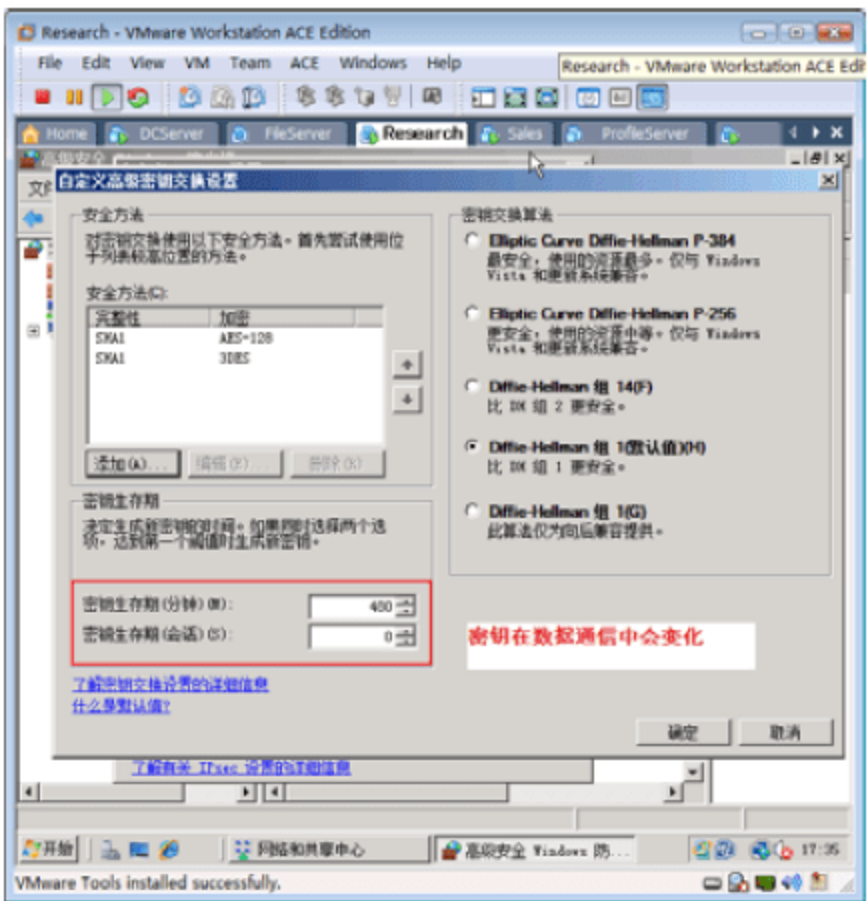 Research - VMware Workstation ACE Edition
File Edit View VM Team ACE Windows Help
Research - VMware Workstation ACE Edi
Home DCServer FileServer Research Sales ProfileServer
高级安全
文件
自定义高级密钥交换设置
安全方法
对密钥交换使用以下安全方法。首先尝试使用位
于列表较高位置的方法。
安全方法(C):
完整性 加密
SHA1 AES-128
SHA1 3DES
添加(A)... 编辑(E)... 删除(R)
密钥生存期
决定生成新密钥的时间。如果同时选择两个选
项，达到第一个阈值时生成新密钥。
密钥生存期(分钟)(M): 480
密钥生存期(会话)(S): 0
了解密钥交换设置的详细信息
什么是默认值?
密钥交换算法
Elliptic Curve Diffie-Hellman P-384
最安全，使用的资源最多。仅与 Windows
Vista 和更新系统兼容。
Elliptic Curve Diffie-Hellman P-256
更安全，使用的资源中等。仅与 Windows
Vista 和更新系统兼容。
Diffie-Hellman 组 14(F)
比 DH 组 2 更安全。
Diffie-Hellman 组 1(默认值)(H)
比 DH 组 1 更安全。
Diffie-Hellman 组 1(G)
此算法仅为向后兼容提供。
密钥在数据通信中会变化
确定 取消
了解有关 IPsec 设置的详细信息
开始 网络和共享中心 高级安全 Windows 防... 17:35
VMware Tools installed successfully.